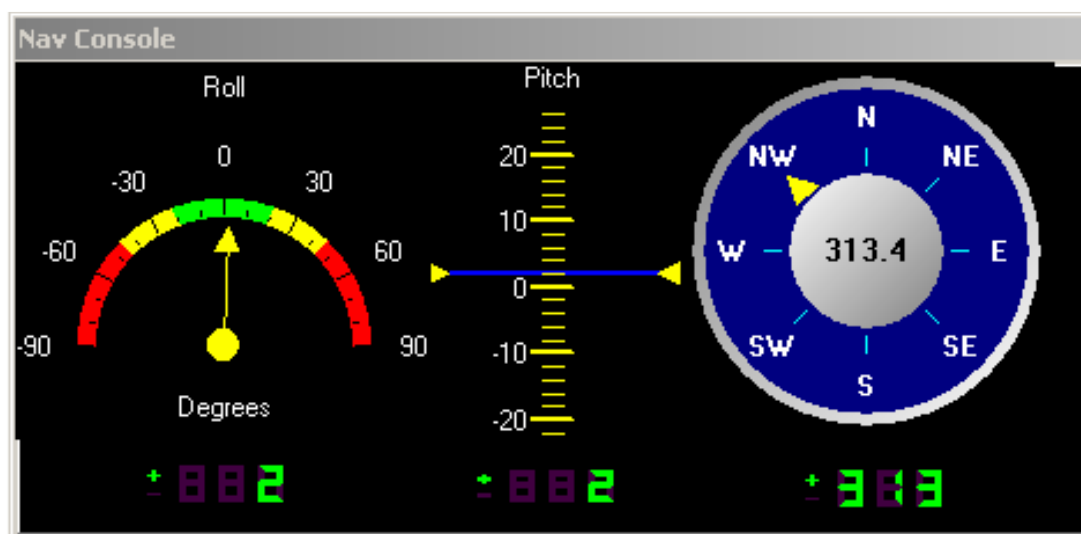 Nav Console
Roll
0
-30
30
-60
60
-90
90
Degrees
+ 2
Pitch
20
10
0
-10
-20
+ 2
N
NW
NE
W
313.4
E
SW
SE
S
+ 313